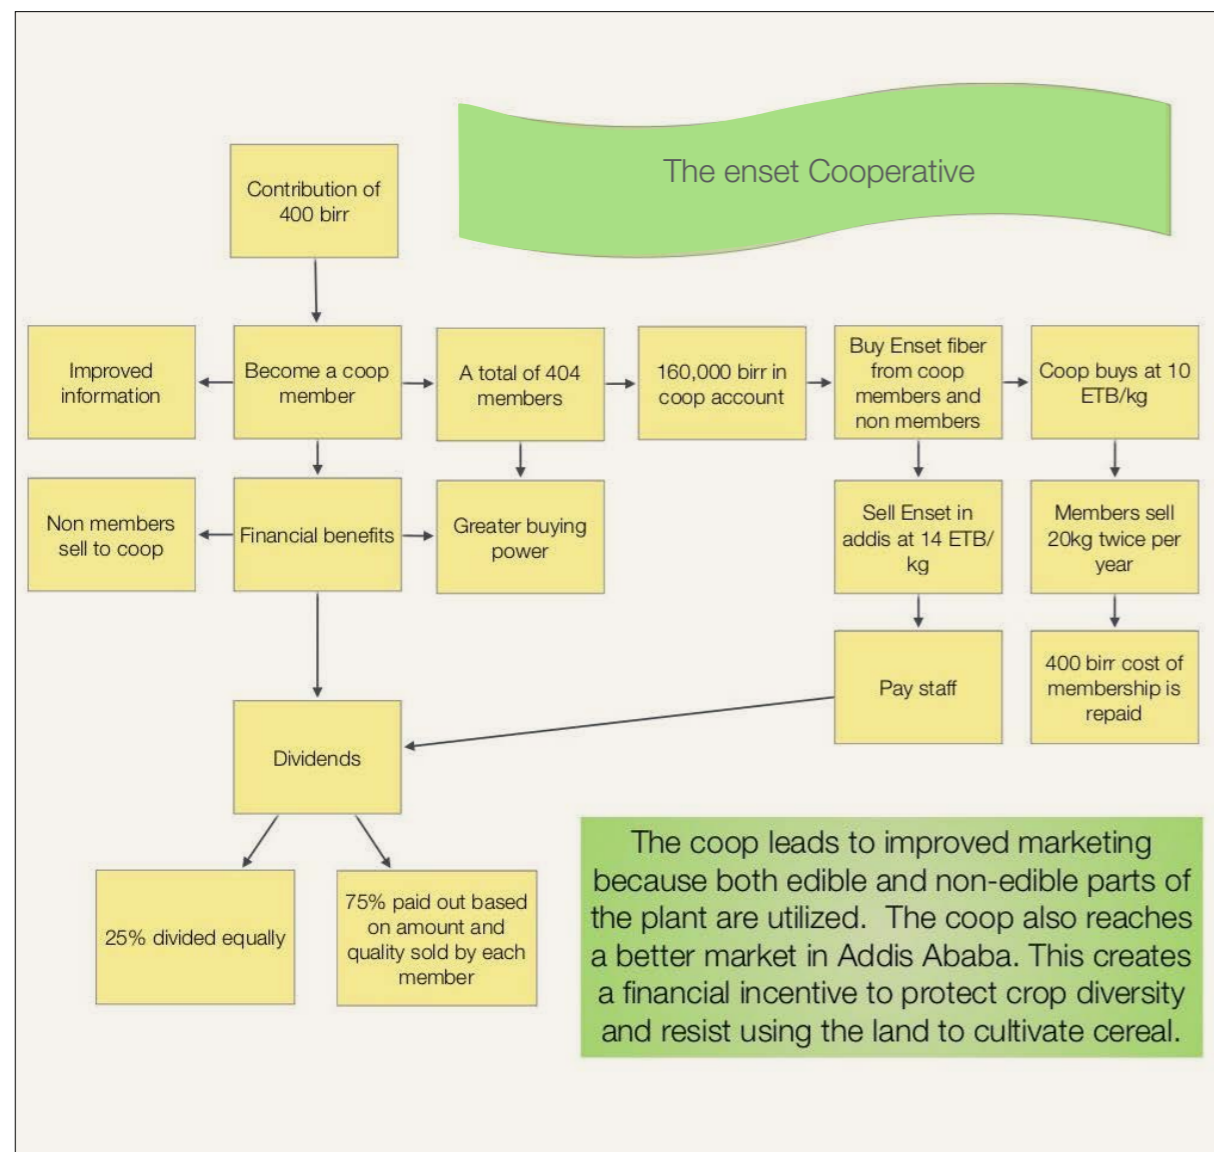 The enset Cooperative
Contribution of
400 birr
Improved
information
Become a coop
member
A total of 404
members
160,000 birr in
coop account
Buy Enset fiber
from coop
members and
non members
Coop buys at 10
ETB/kg
Non members
sell to coop
Financial benefits
Greater buying
power
Sell Enset in
addis at 14 ETB/
kg
Members sell
20kg twice per
year
Pay staff
400 birr cost of
membership is
repaid
Dividends
25% divided equally
75% paid out based
on amount and
quality sold by each
member
The coop leads to improved marketing
because both edible and non-edible parts of
the plant are utilized.  The coop also reaches
a better market in Addis Ababa. This creates
a financial incentive to protect crop diversity
and resist using the land to cultivate cereal.